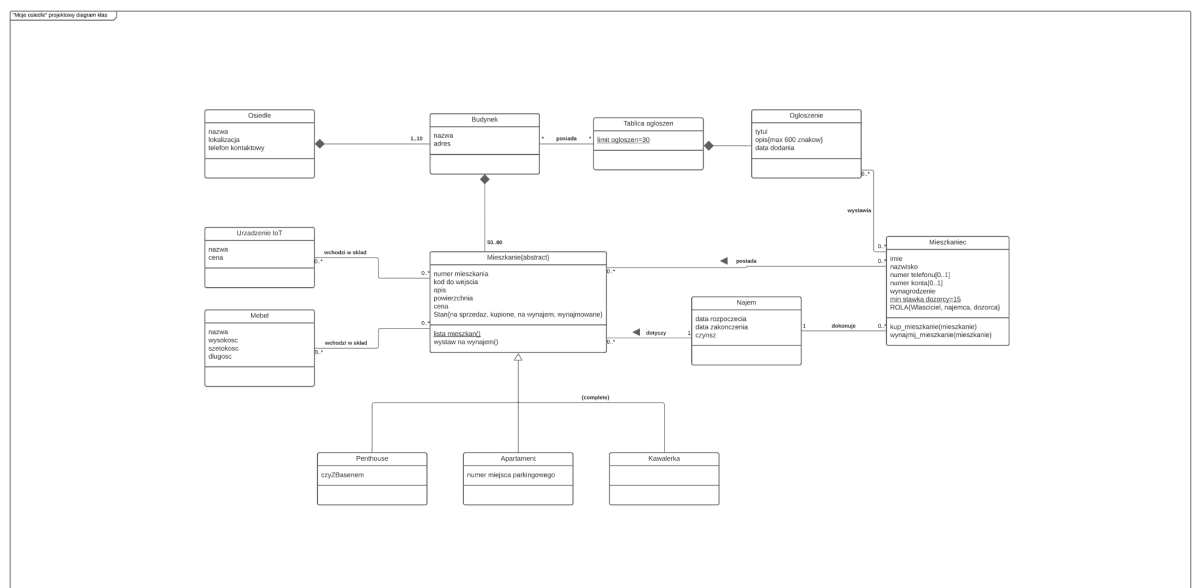 "Moje osiedle" projektowy diagram klas
Osiedle
nazwa
lokalizacja
telefon kontaktowy
1..10
Budynek
nazwa
adres
*
posiada
*
Tablica ogloszen
limit ogloszen=30
Ogloszenie
tytul
opis{max 600 znakow}
data dodania
0..*
wystawia
0..*
50..80
Urzadzenie IoT
nazwa
cena
wchodzi w sklad
0..*
0..*
Mebel
nazwa
wysokosc
szetokosc
dlugosc
wchodzi w sklad
0..*
0..*
Mieszkanie{abstract}
numer mieszkania
kod do wejscia
opis
powierzchnia
cena
Stan{na sprzedaz, kupione, na wynajem, wynajmowane}
lista mieszkan()
wystaw na wynajem()
posiada
0..*
0..*
Najem
data rozpoczecia
data zakonczenia
czynsz
dotyczy
1
0..*
1
dokonuje
0..*
Mieszkaniec
imie
nazwisko
numer telefonu[0..1]
numer konta[0..1]
wynagrodzenie
min stawka dozorcy=15
ROLA{Wlasciciel, najemca, dozorca}
kup_mieszkanie(mieszkanie)
wynajmij_mieszkanie(mieszkanie)
{complete}
Penthouse
czyZBasenem
Apartament
numer miejsca parkingowego
Kawalerka